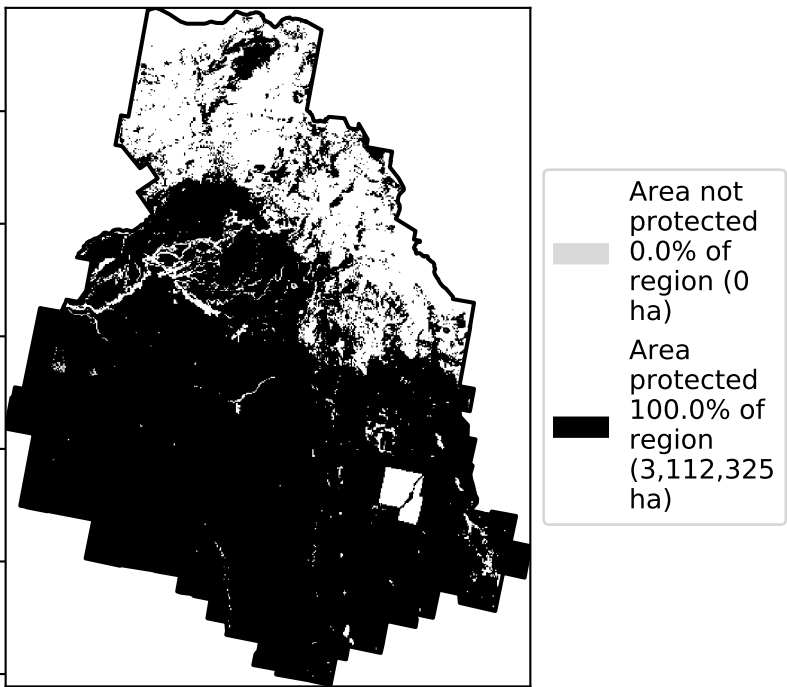 Area not
protected
0.0% of
region (0
ha)
Area
protected
100.0% of
region
(3,112,325
ha)